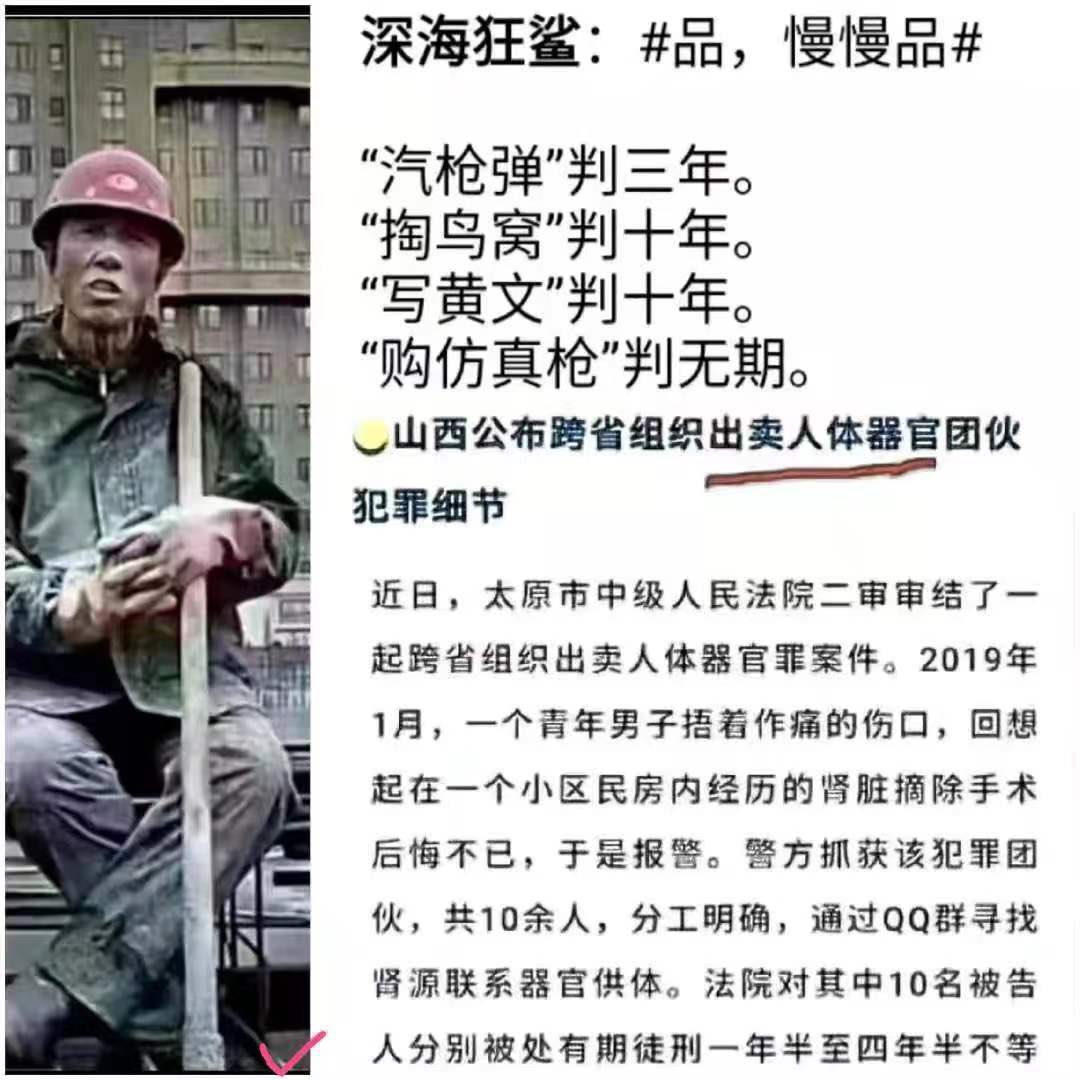 深海狂鲨：#品，慢慢品#
“汽枪弹”判三年。
“掏鸟窝”判十年。
“写黄文”判十年。
“购仿真枪”判无期。
山西公布跨省组织出卖人体器官团伙
犯罪细节
近日，太原市中级人民法院二审审结了一
起跨省组织出卖人体器官罪案件。2019年
1月，一个青年男子捂着作痛的伤口，回想
起在一个小区民房内经历的肾脏摘除手术
后悔不已，于是报警。警方抓获该犯罪团
伙，共10余人，分工明确，通过QQ群寻找
肾源联系器官供体。法院对其中10名被告
人分别被处有期徒刑一年半至四年半不等